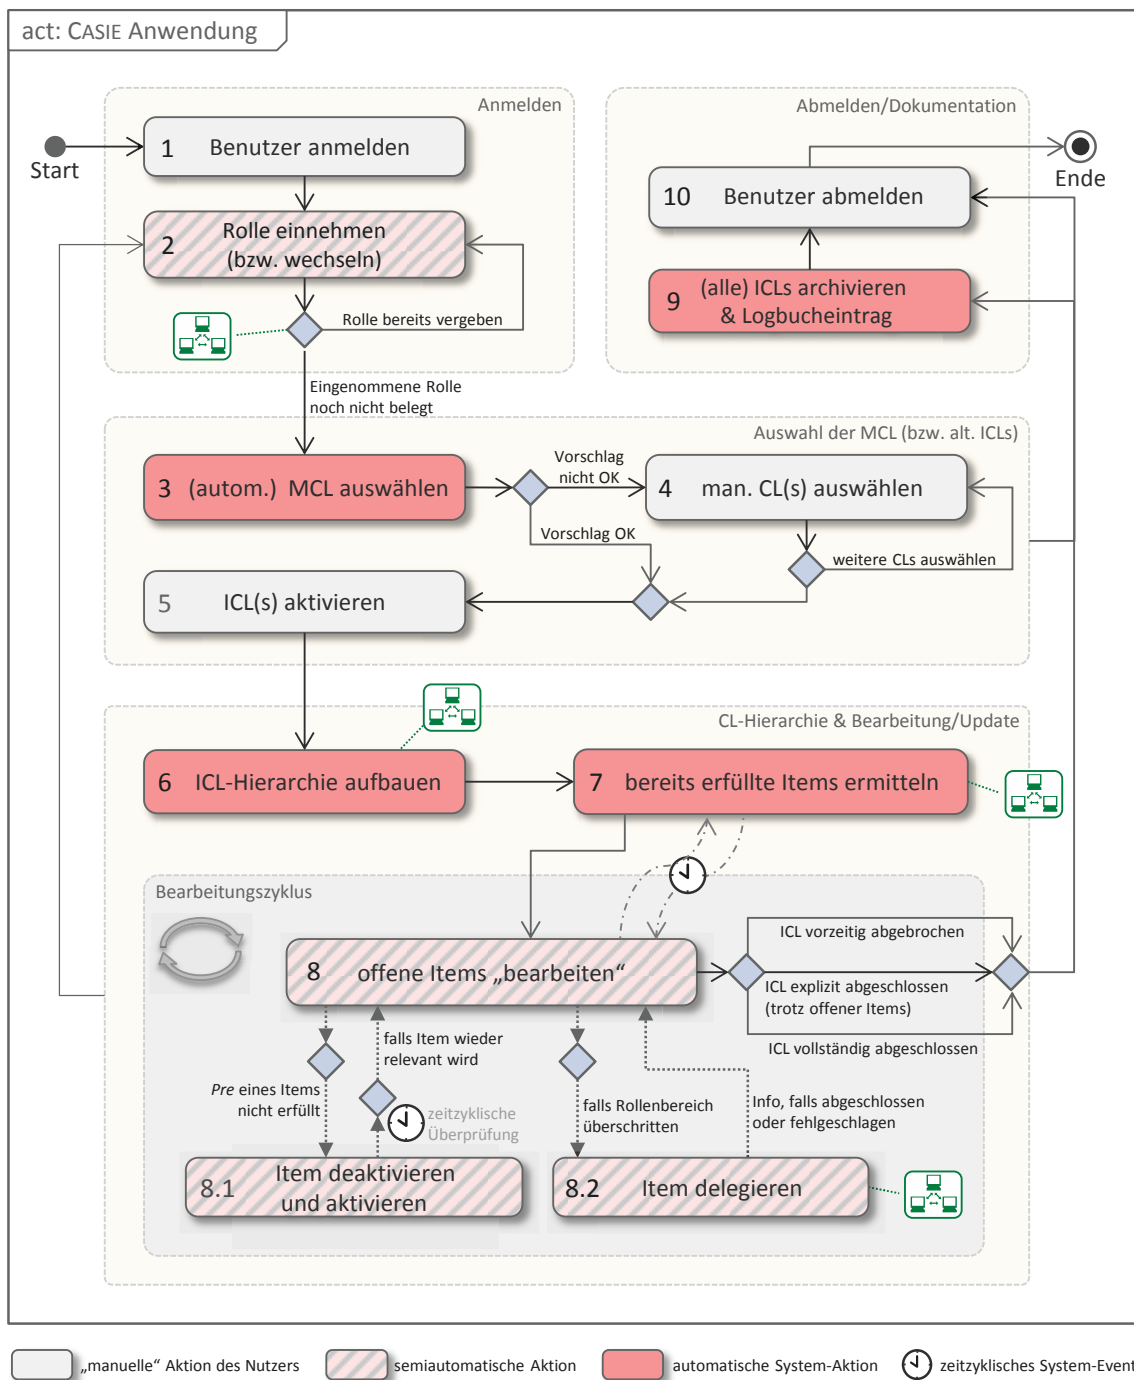 act: CASIE Anwendung
Anmelden
Start
1 Benutzer anmelden
2 Rolle einnehmen
(bzw. wechseln)
Rolle bereits vergeben
Eingenommene Rolle
noch nicht belegt
Abmelden/Dokumentation
Ende
10 Benutzer abmelden
9 (alle) ICLs archivieren
& Logbucheintrag
Auswahl der MCL (bzw. alt. ICLs)
3 (autom.) MCL auswählen
Vorschlag
nicht OK
4 man. CL(s) auswählen
Vorschlag OK
weitere CLs auswählen
5 ICL(s) aktivieren
CL-Hierarchie & Bearbeitung/Update
6 ICL-Hierarchie aufbauen
7 bereits erfüllte Items ermitteln
Bearbeitungszyklus
8 offene Items „bearbeiten“
ICL vorzeitig abgebrochen
ICL explizit abgeschlossen
(trotz offener Items)
ICL vollständig abgeschlossen
falls Item wieder
relevant wird
Pre eines Items
nicht erfüllt
zeitzyklische
Überprüfung
falls Rollenbereich
überschritten
Info, falls abgeschlossen
oder fehlgeschlagen
8.1 Item deaktivieren
und aktivieren
8.2 Item delegieren
„manuelle“ Aktion des Nutzers
semiautomatische Aktion
automatische System-Aktion
zeitzyklisches System-Event